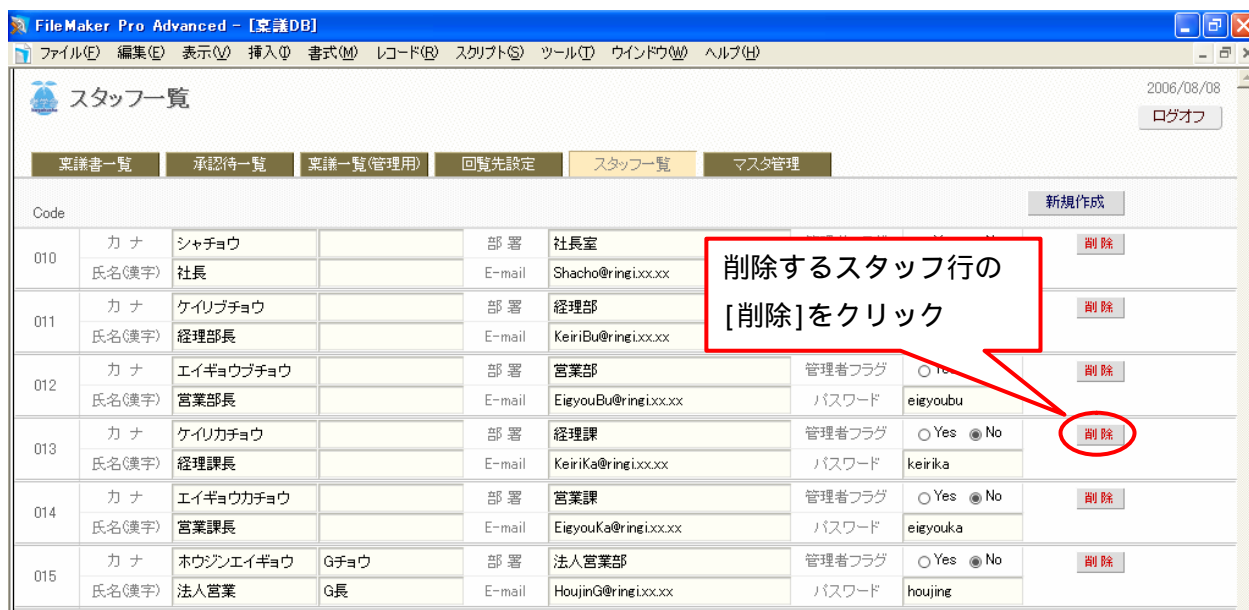 FileMaker Pro Advanced - [稟議DB]
ファイル(F) 編集(E) 表示(V) 挿入(I) 書式(M) レコード(R) スクリプト(S) ツール(T) ウインドウ(W) ヘルプ(H)
スタッフ一覧
2006/08/08
ログオフ
稟議書一覧 承認待一覧 稟議一覧(管理用) 回覧先設定 スタッフ一覧 マスタ管理
Code 新規作成
010 カナ シャチョウ 部署 社長室 削除
氏名(漢字) 社長 E-mail Shacho@ringi.xx.xx
削除するスタッフ行の
[削除]をクリック
011 カナ ケイリブチョウ 部署 経理部 削除
氏名(漢字) 経理部長 E-mail KeiriBu@ringi.xx.xx
012 カナ エイギョウブチョウ 部署 営業部 管理者フラグ 削除
氏名(漢字) 営業部長 E-mail EigyouBu@ringi.xx.xx パスワード eigyoubu
013 カナ ケイリカチョウ 部署 経理課 管理者フラグ Yes No 削除
氏名(漢字) 経理課長 E-mail KeiriKa@ringi.xx.xx パスワード keirika
014 カナ エイギョウカチョウ 部署 営業課 管理者フラグ Yes No 削除
氏名(漢字) 営業課長 E-mail EigyouKa@ringi.xx.xx パスワード eigyouka
015 カナ ホウジンエイギョウ Gチョウ 部署 法人営業部 管理者フラグ Yes No 削除
氏名(漢字) 法人営業 G長 E-mail HoujinG@ringi.xx.xx パスワード houjing